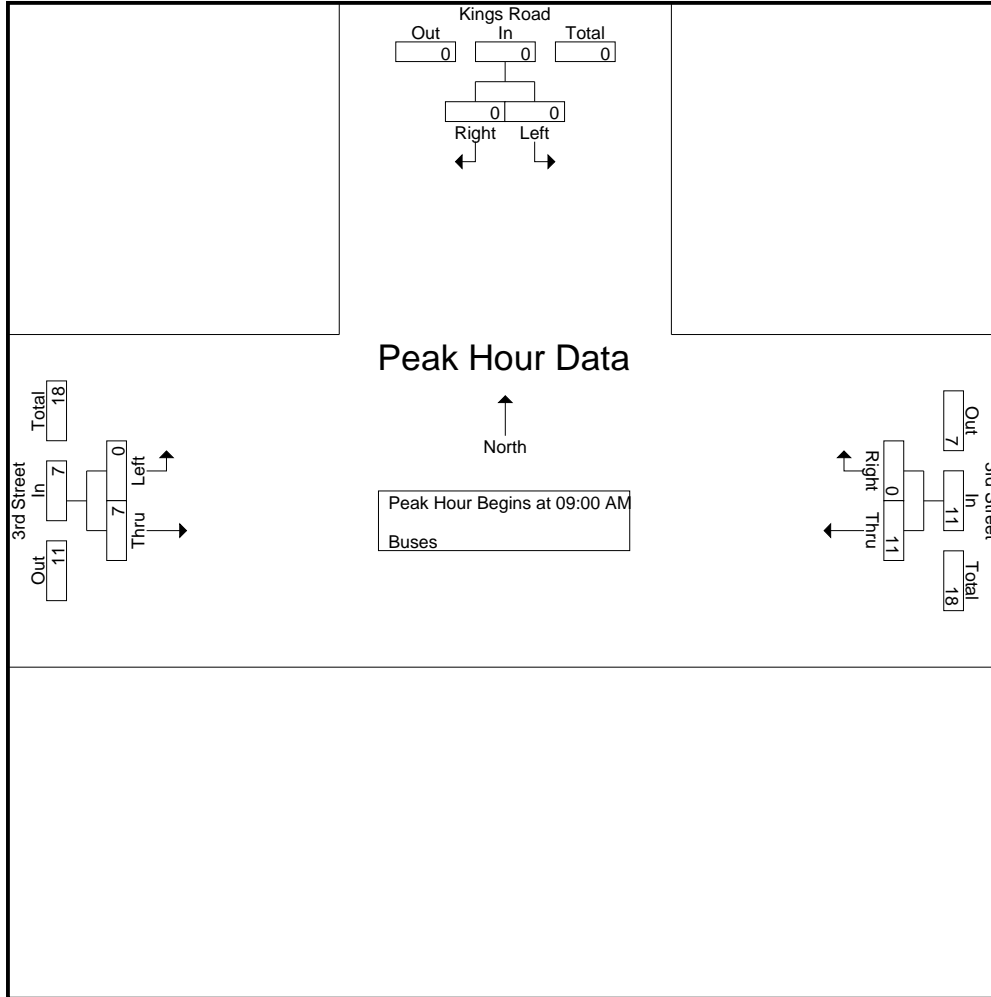 Kings Road
Out In Total
0 0 0
0 0
Right Left
Peak Hour Data
North
Peak Hour Begins at 09:00 AM
Buses
3rd Street
Total In Out
18 7 11
0 7
Left Thru
3rd Street
Out In Total
7 11 18
0 11
Right Thru